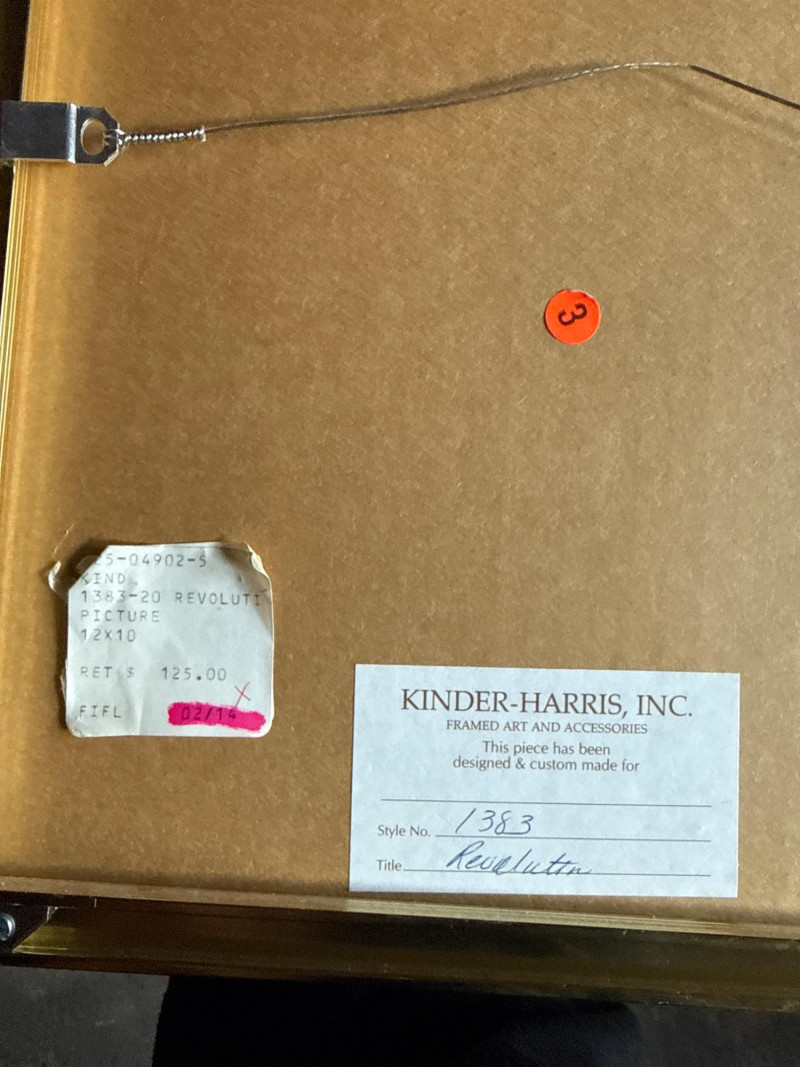 3
5-04902-S
KIND
1383-20 REVOLUTI
PICTURE
12X10
RET $ 125.00
X
FIFL 02/14
KINDER-HARRIS, INC.
FRAMED ART AND ACCESSORIES
This piece has been
designed & custom made for
Style No. 1383
Title Revolution